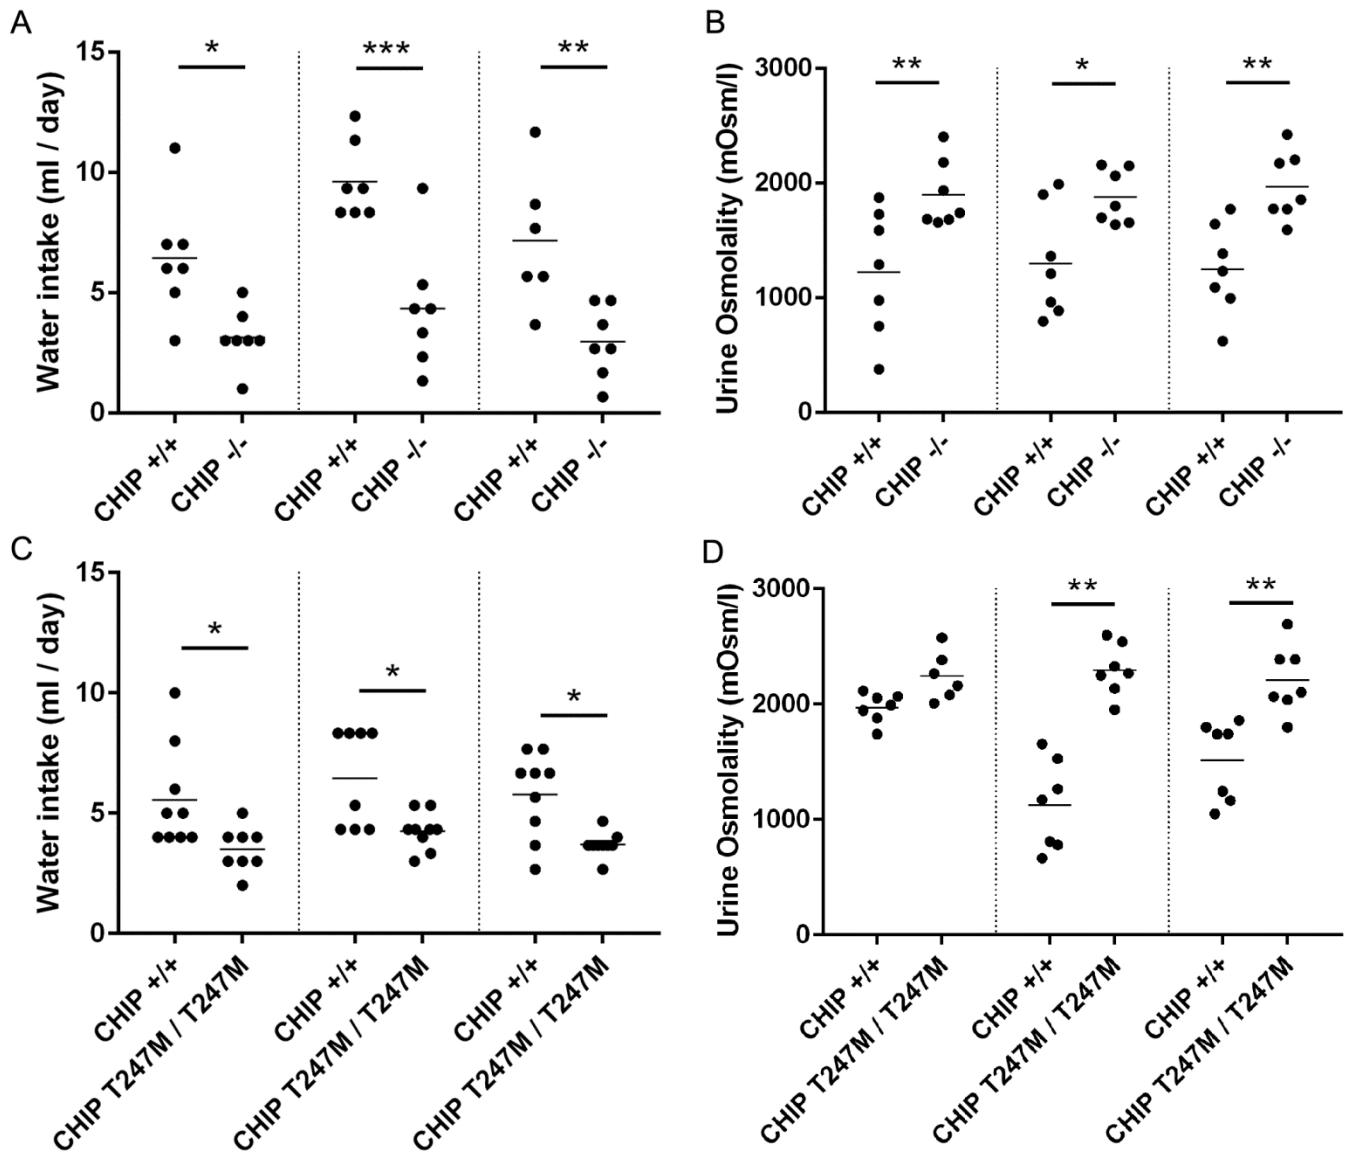 A
Water intake (ml / day)
15
10
5
0
*
***
**
CHIP +/+
CHIP -/-
CHIP +/+
CHIP -/-
CHIP +/+
CHIP -/-
B
Urine Osmolality (mOsm/l)
3000
2000
1000
0
**
*
**
CHIP +/+
CHIP -/-
CHIP +/+
CHIP -/-
CHIP +/+
CHIP -/-
C
Water intake (ml / day)
15
10
5
0
*
*
*
CHIP +/+
CHIP T247M / T247M
CHIP +/+
CHIP T247M / T247M
CHIP +/+
CHIP T247M / T247M
D
Urine Osmolality (mOsm/l)
3000
2000
1000
0
**
**
CHIP +/+
CHIP T247M / T247M
CHIP +/+
CHIP T247M / T247M
CHIP +/+
CHIP T247M / T247M